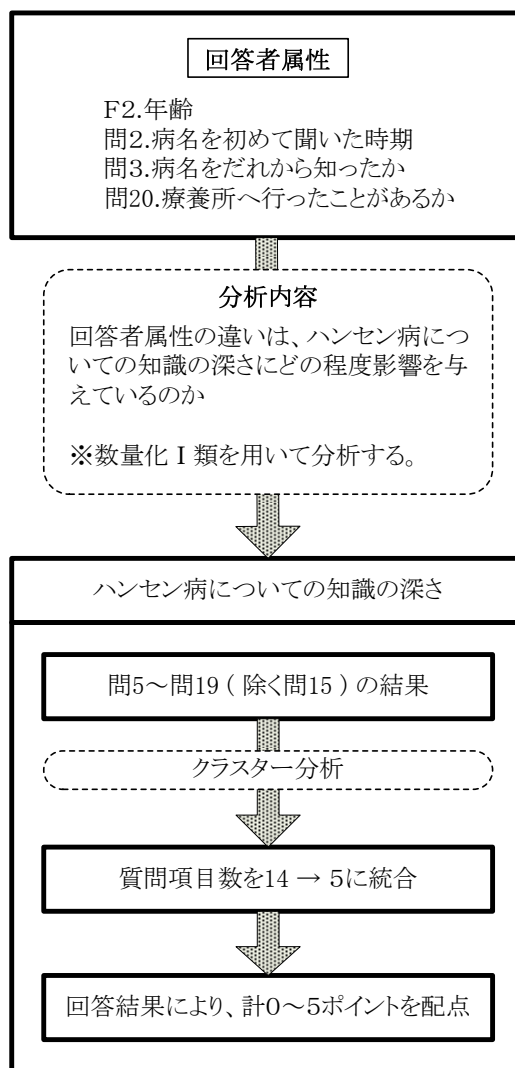 回答者属性
F2.年齢
問2.病名を初めて聞いた時期
問3.病名をだれから知ったか
問20.療養所へ行ったことがあるか
分析内容
回答者属性の違いは、ハンセン病につ
いての知識の深さにどの程度影響を与
えているのか
※数量化Ⅰ類を用いて分析する。
ハンセン病についての知識の深さ
問5～問19(除く問15)の結果
クラスター分析
質問項目数を14 → 5に統合
回答結果により、計0～5ポイントを配点